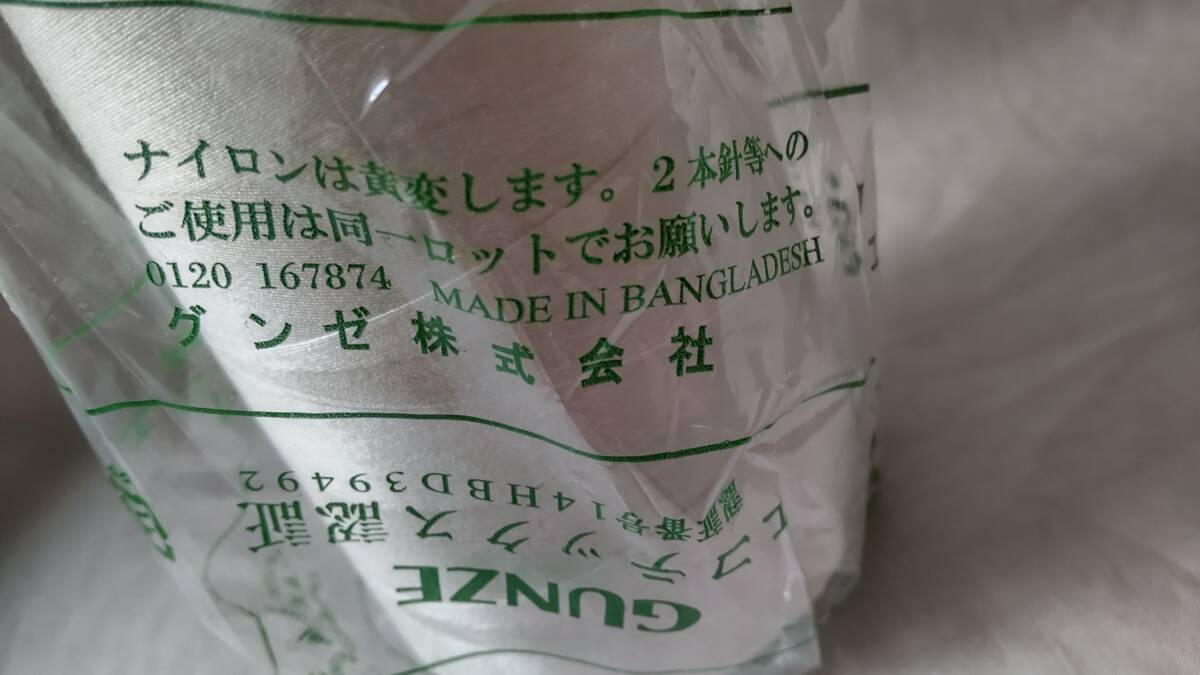 ナイロンは黄変します。2本針等への
ご使用は同一ロットでお願いします。
0120 167874 MADE IN BANGLADESH
グンゼ株式会社
GUNZE
エコテックス認証
認証番号14HBD39492